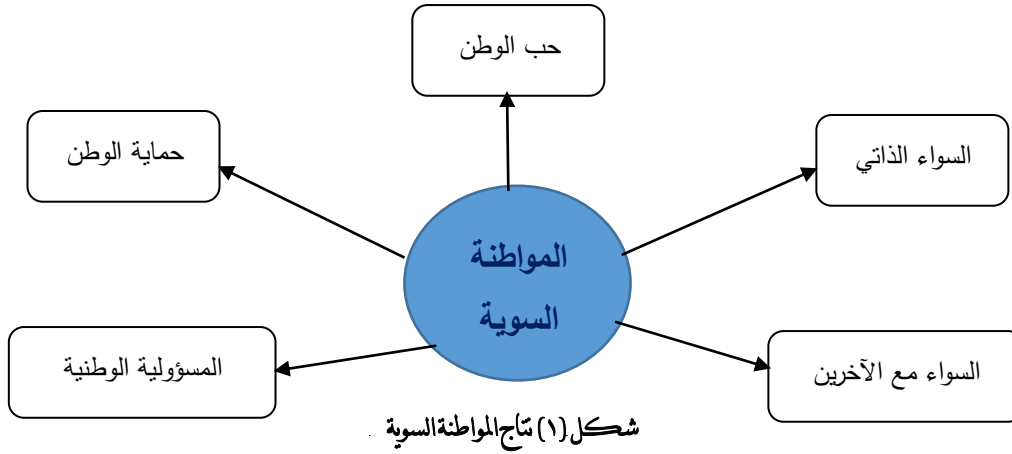 حب الوطن
السواء الذاتي
حماية الوطن
المواطنة
السوية
السواء مع الآخرين
المسؤولية الوطنية
شكل (١) نتاج المواطنة السوية .